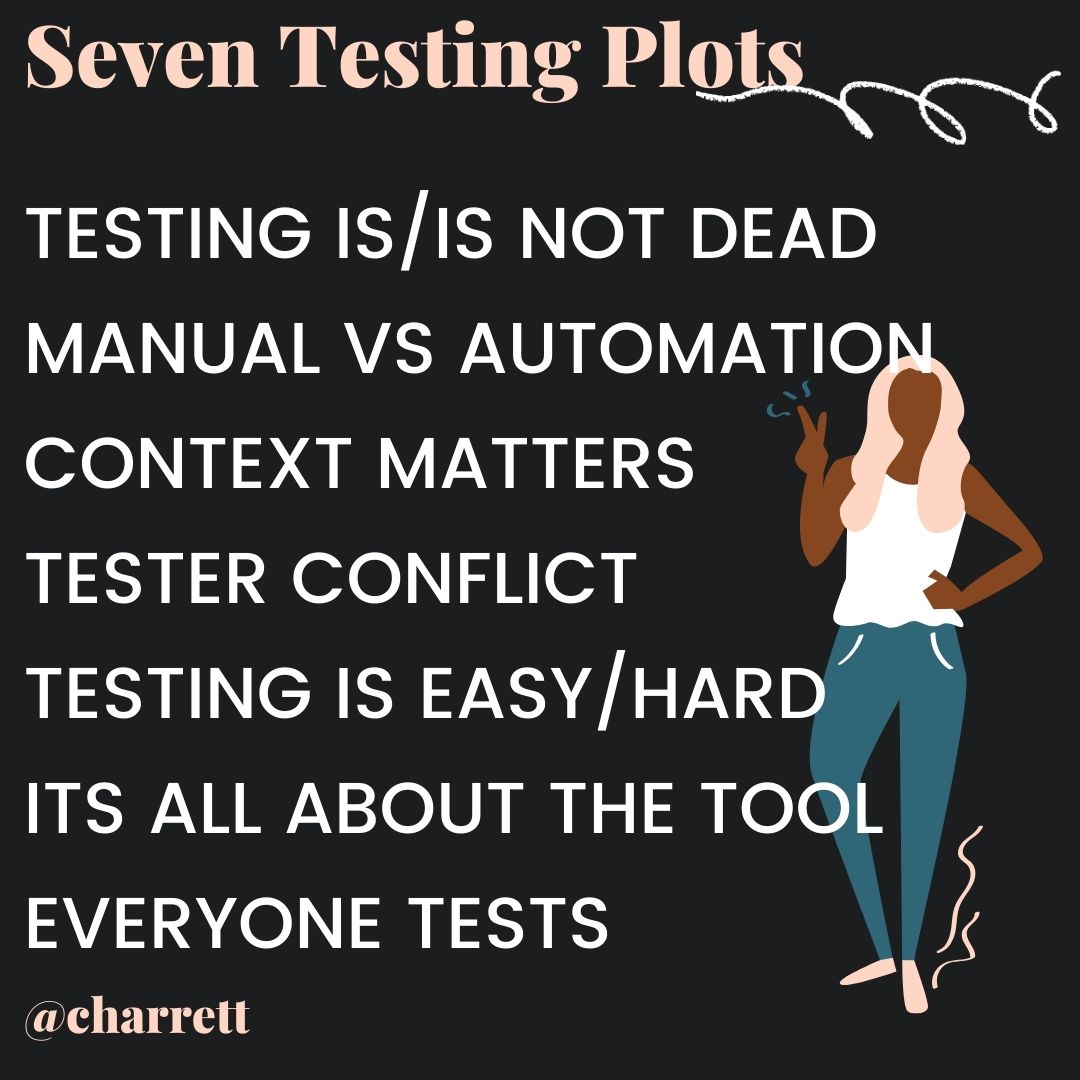 Seven Testing Plots
TESTING IS/IS NOT DEAD
MANUAL VS AUTOMATION
CONTEXT MATTERS
TESTER CONFLICT
TESTING IS EASY/HARD
ITS ALL ABOUT THE TOOL
EVERYONE TESTS
@charrett